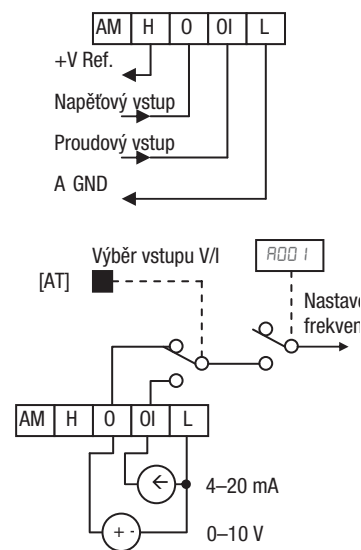 AM H O OI L
+V Ref.
Napěťový vstup
Proudový vstup
A GND
Výběr vstupu V/I
A001
[AT]
AM H O OI L
4–20 mA
+ -
0–10 V